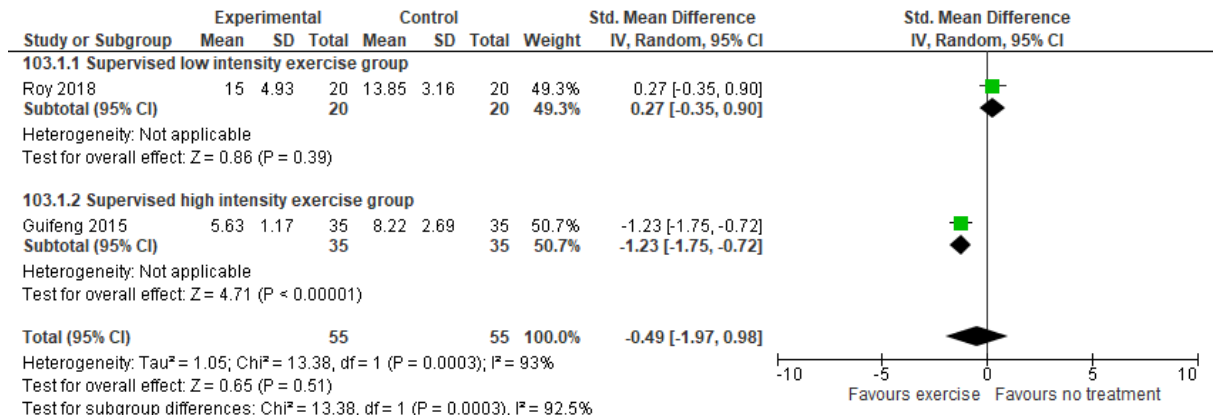 Experimental Control Std. Mean Difference Std. Mean Difference
Study or Subgroup Mean SD Total Mean SD Total Weight IV, Random, 95% CI IV, Random, 95% CI
103.1.1 Supervised low intensity exercise group
Roy 2018 15 4.93 20 13.85 3.16 20 49.3% 0.27 [-0.35, 0.90]
Subtotal (95% CI) 20 20 49.3% 0.27 [-0.35, 0.90]
Heterogeneity: Not applicable
Test for overall effect: Z = 0.86 (P = 0.39)
103.1.2 Supervised high intensity exercise group
Guifeng 2015 5.63 1.17 35 8.22 2.69 35 50.7% -1.23 [-1.75, -0.72]
Subtotal (95% CI) 35 35 50.7% -1.23 [-1.75, -0.72]
Heterogeneity: Not applicable
Test for overall effect: Z = 4.71 (P < 0.00001)
Total (95% CI) 55 55 100.0% -0.49 [-1.97, 0.98]
Heterogeneity: Tau² = 1.05; Chi² = 13.38, df = 1 (P = 0.0003); I² = 93%
Test for overall effect: Z = 0.65 (P = 0.51)
Test for subgroup differences: Chi² = 13.38, df = 1 (P = 0.0003), I² = 92.5%
-10 -5 0 5 10
Favours exercise Favours no treatment